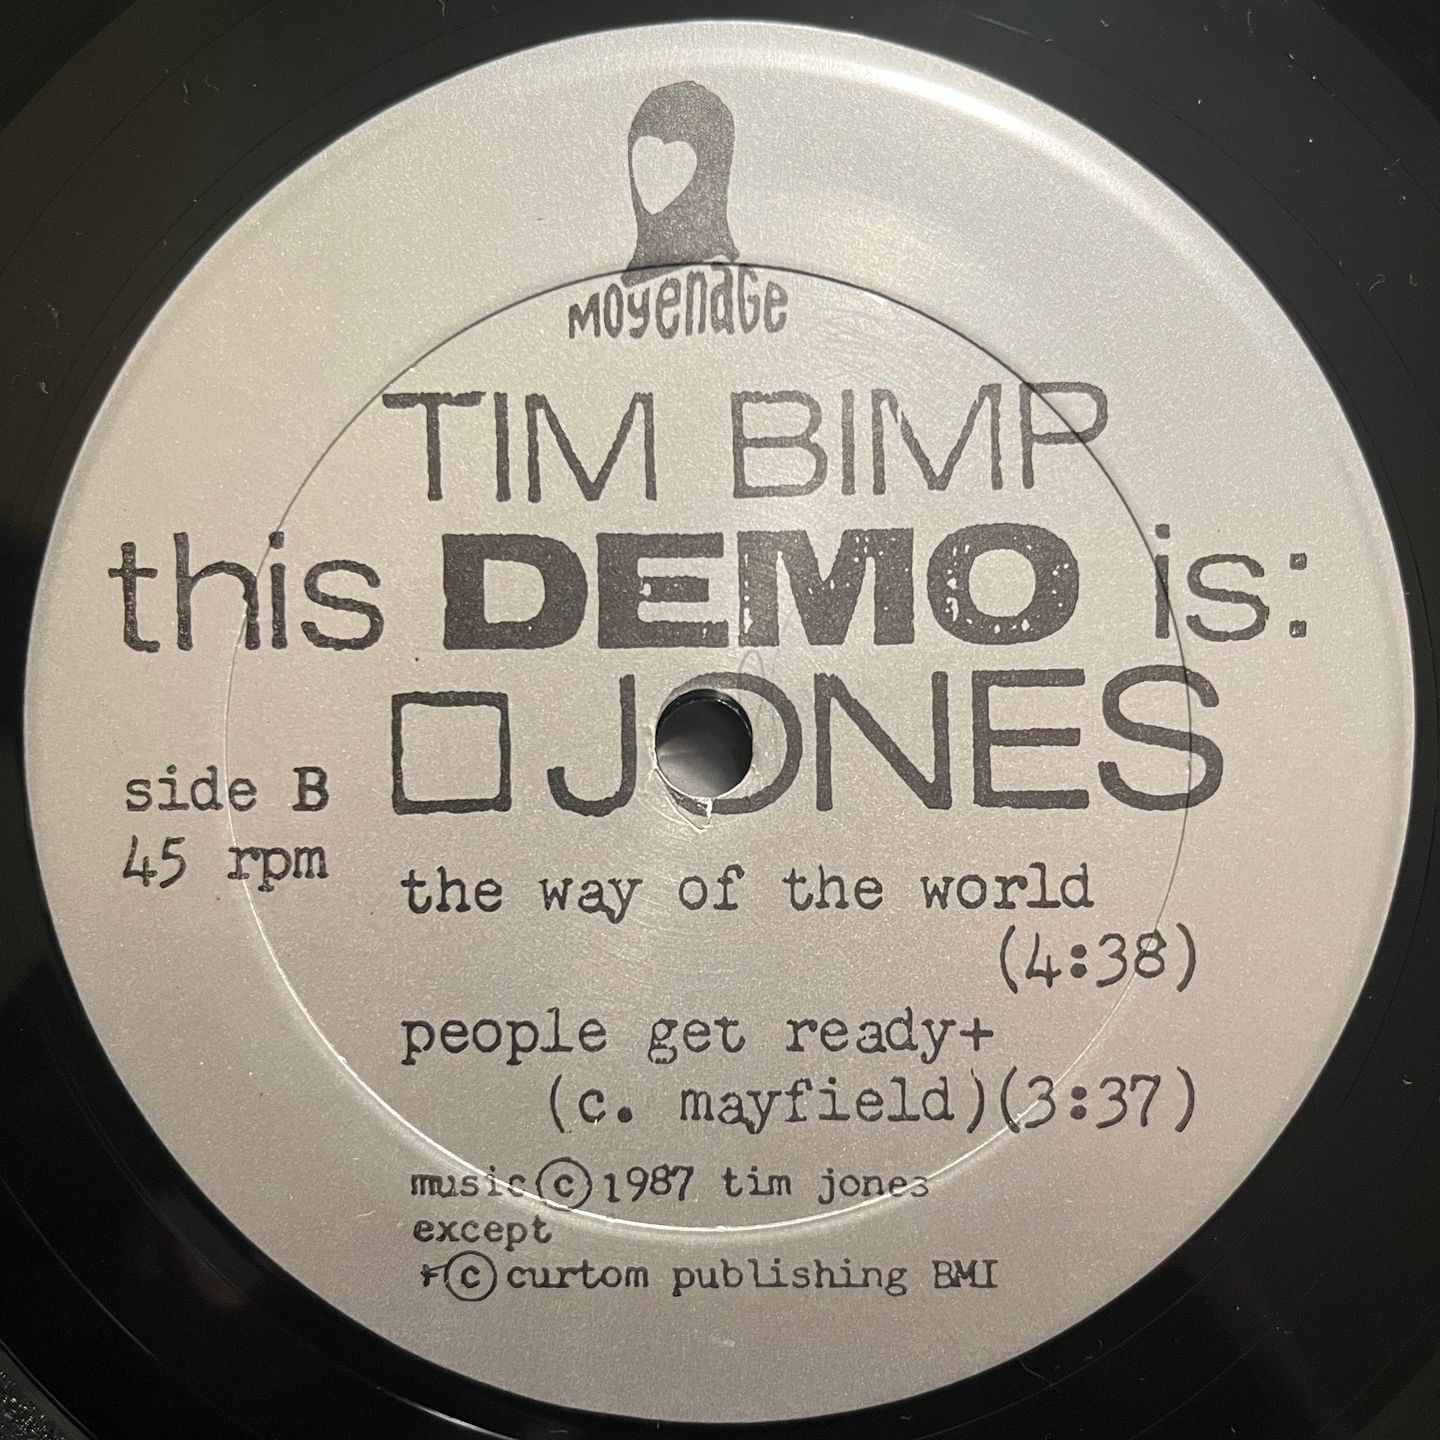 MOYENAGE
TIM BIMP
this DEMO is:
JONES
side B
45 rpm
the way of the world
(4:38)
people get ready+
(c. mayfield)(3:37)
music ©1987 tim jones
except
+©curtom publishing BMI